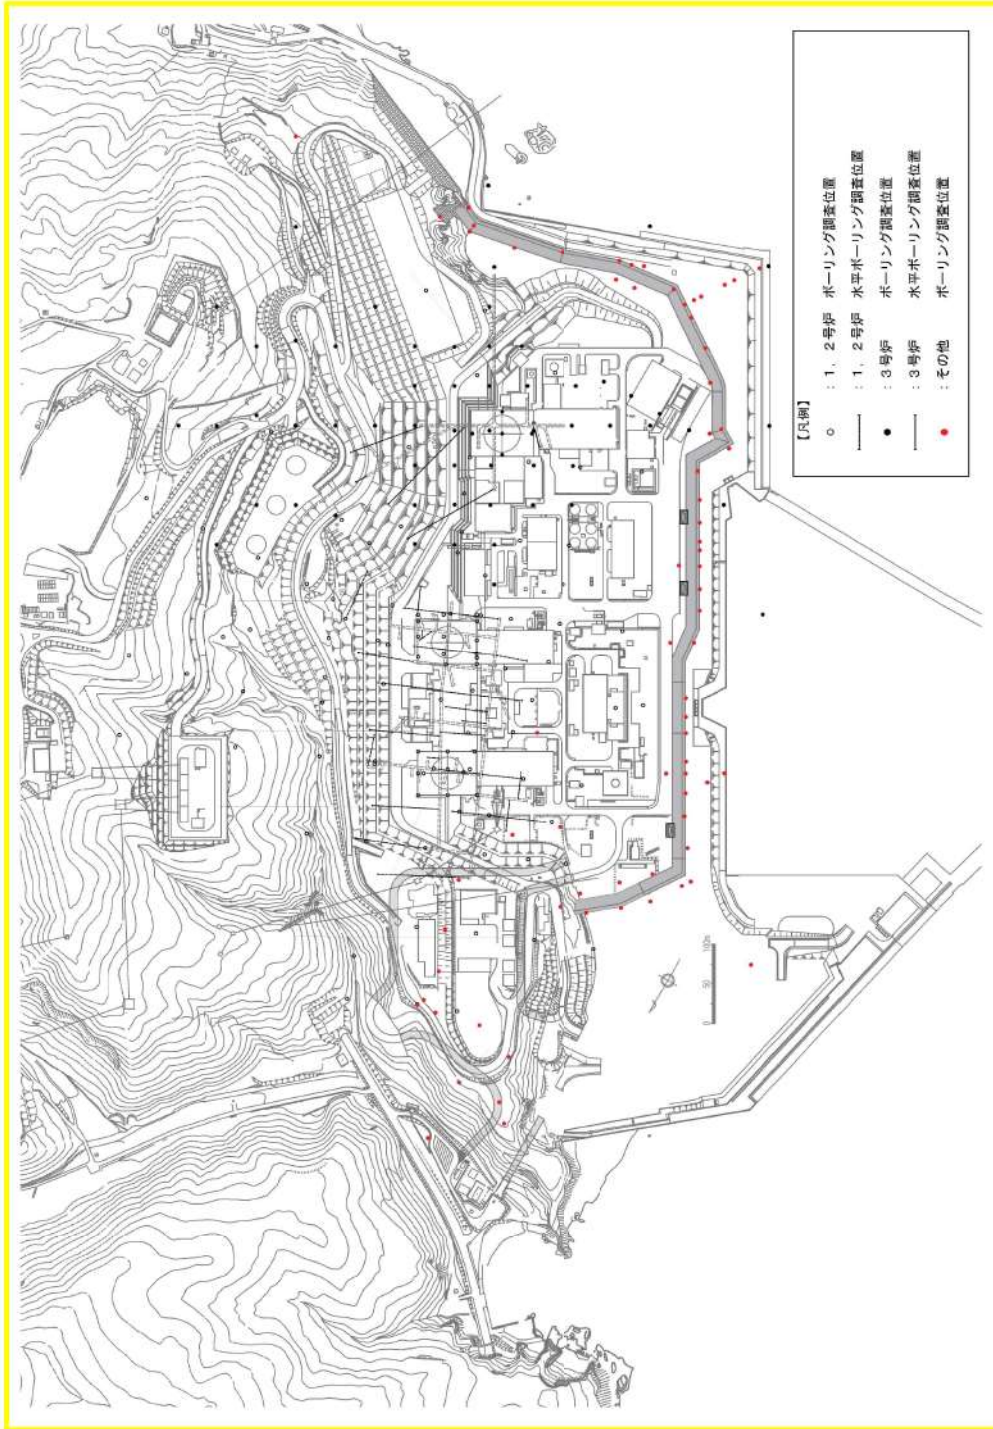 【凡例】
○ ：１、２号炉 ボーリング調査位置
：１、２号炉 水平ボーリング調査位置
● ：３号炉 ボーリング調査位置
：３号炉 水平ボーリング調査位置
● ：その他 ボーリング調査位置
0 50 100m